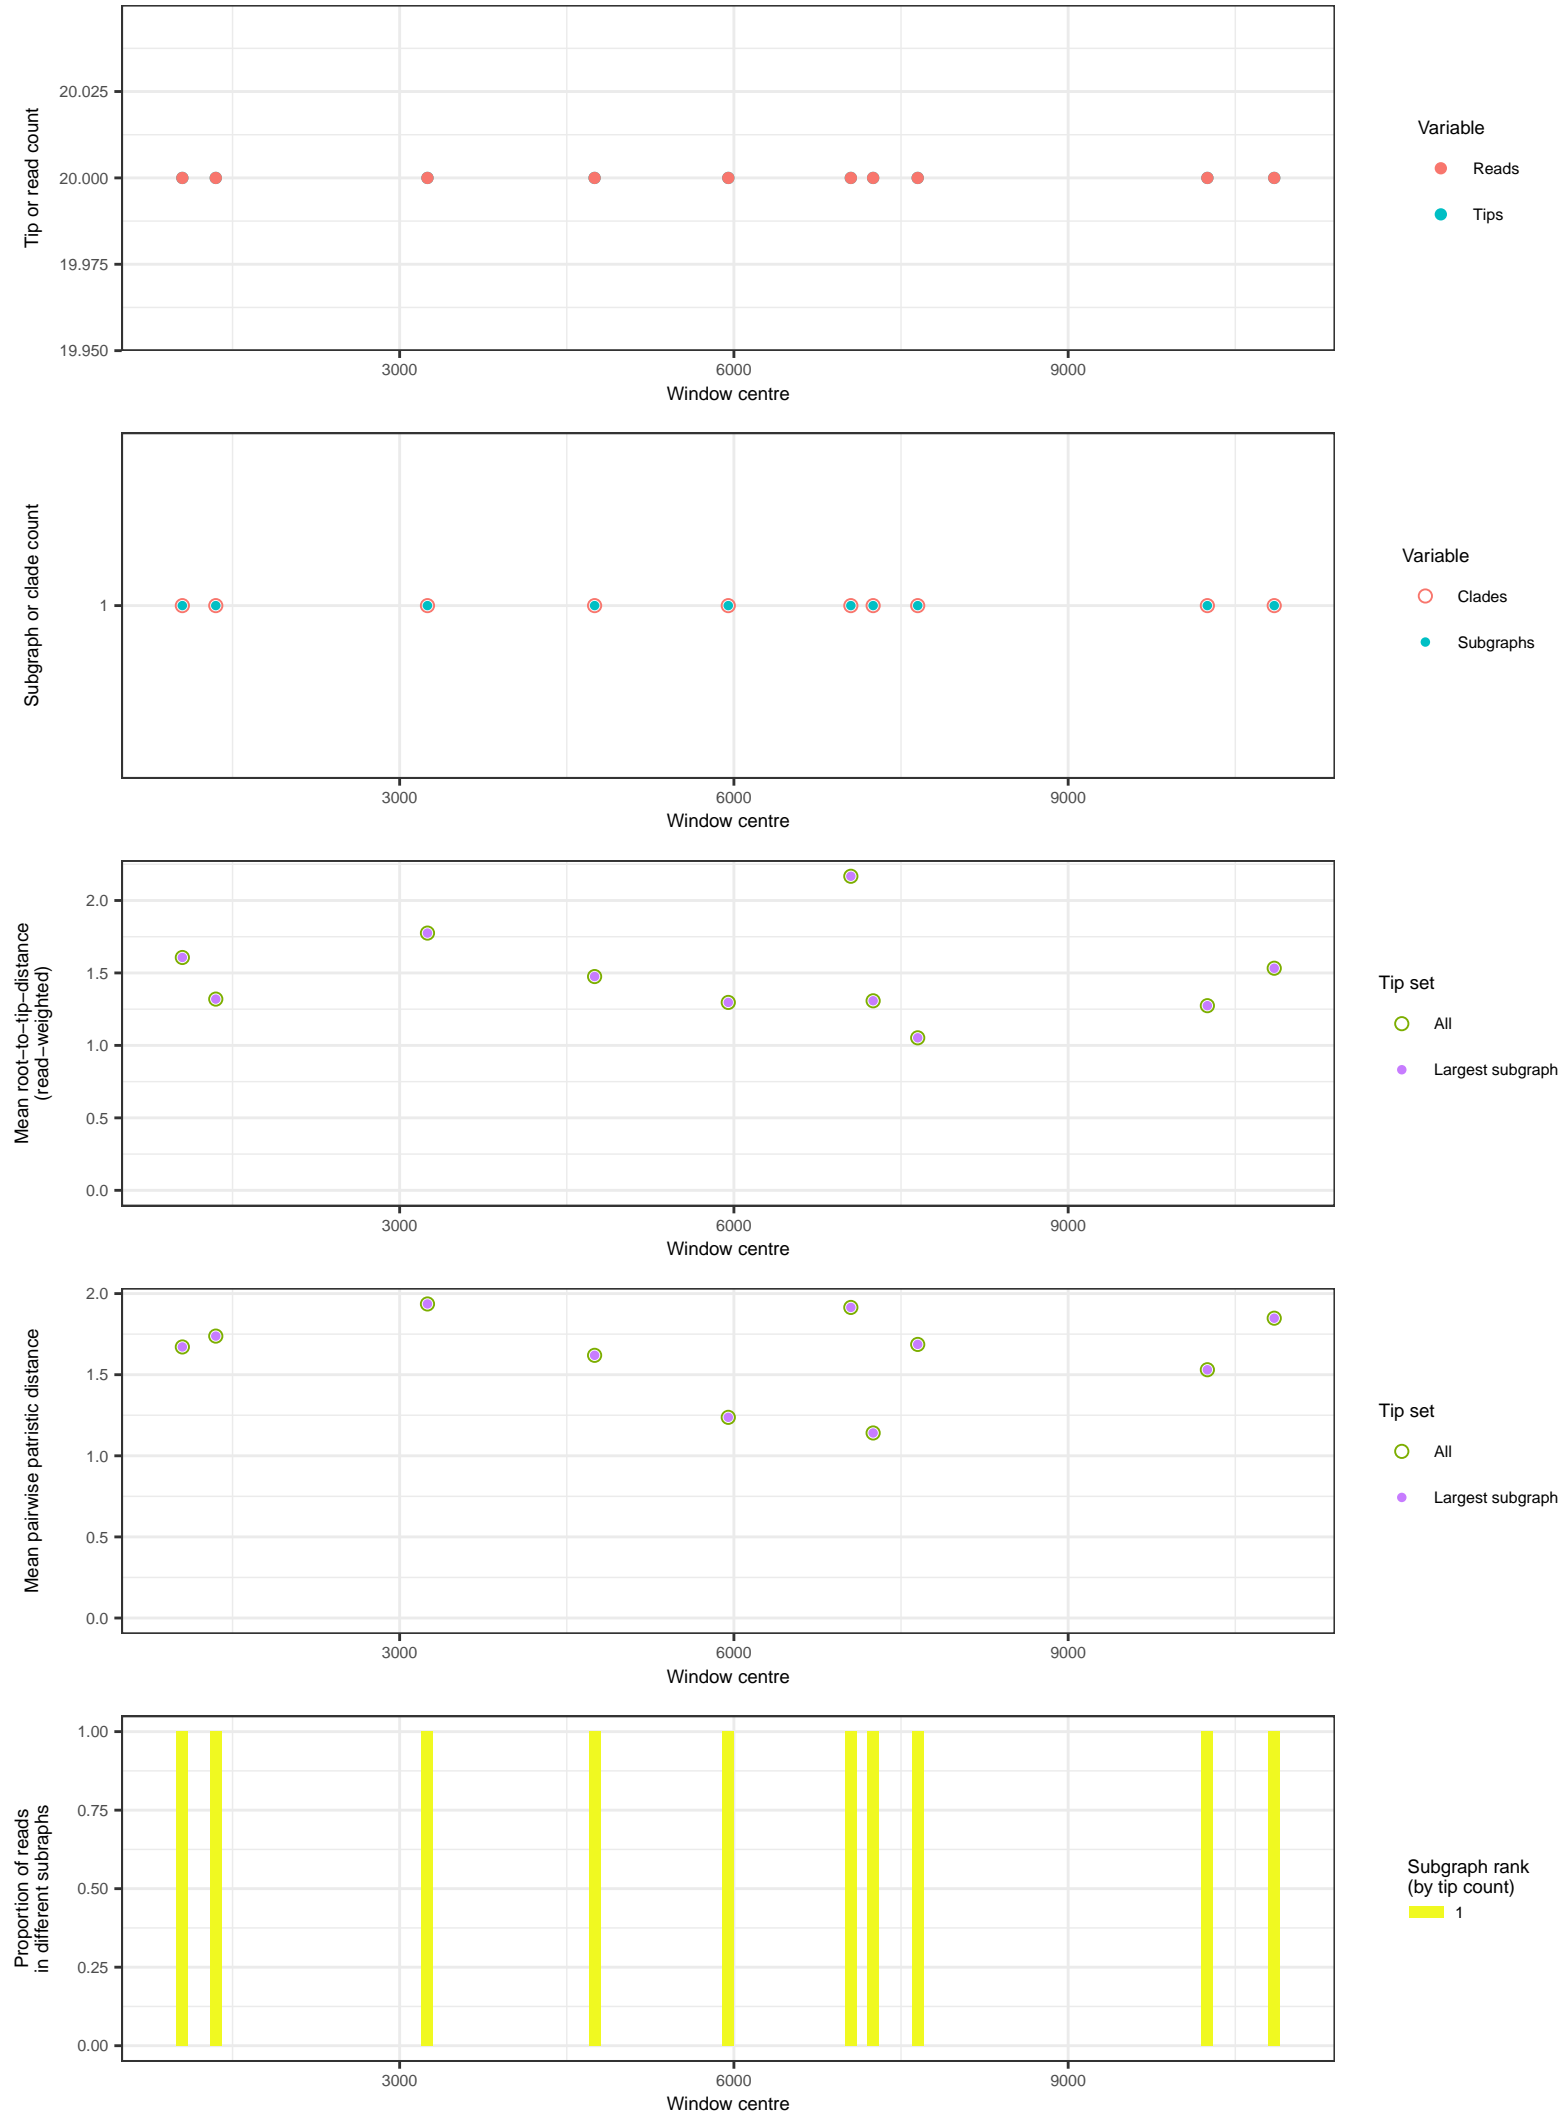 Tip or read count
20.025
20.000
19.975
19.950
3000
6000
9000
Window centre
Variable
Reads
Tips
Subgraph or clade count
1
3000
6000
9000
Window centre
Variable
Clades
Subgraphs
Mean root−to−tip−distance
(read−weighted)
2.0
1.5
1.0
0.5
0.0
3000
6000
9000
Window centre
Tip set
All
Largest subgraph
Mean pairwise patristic distance
2.0
1.5
1.0
0.5
0.0
3000
6000
9000
Window centre
Tip set
All
Largest subgraph
Proportion of reads
in different subraphs
1.00
0.75
0.50
0.25
0.00
3000
6000
9000
Window centre
Subgraph rank
(by tip count)
1